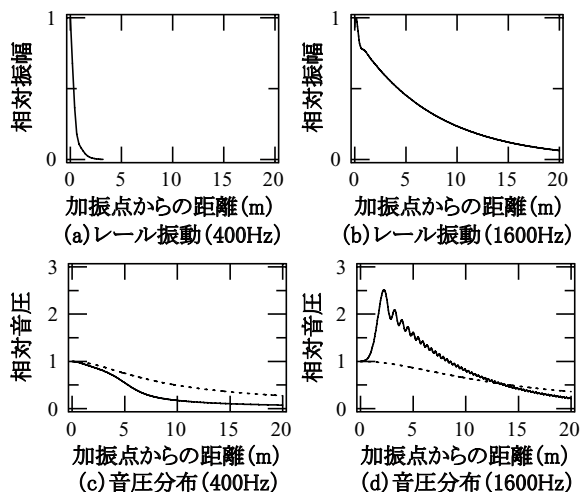 1
相対振幅
0
0 5 10 15 20
加振点からの距離(m)
(a)レール振動(400Hz)
1
相対振幅
0
0 5 10 15 20
加振点からの距離(m)
(b)レール振動(1600Hz)
3
2
相対音圧
1
0
0 5 10 15 20
加振点からの距離(m)
(c)音圧分布(400Hz)
3
2
相対音圧
1
0
0 5 10 15 20
加振点からの距離(m)
(d)音圧分布(1600Hz)